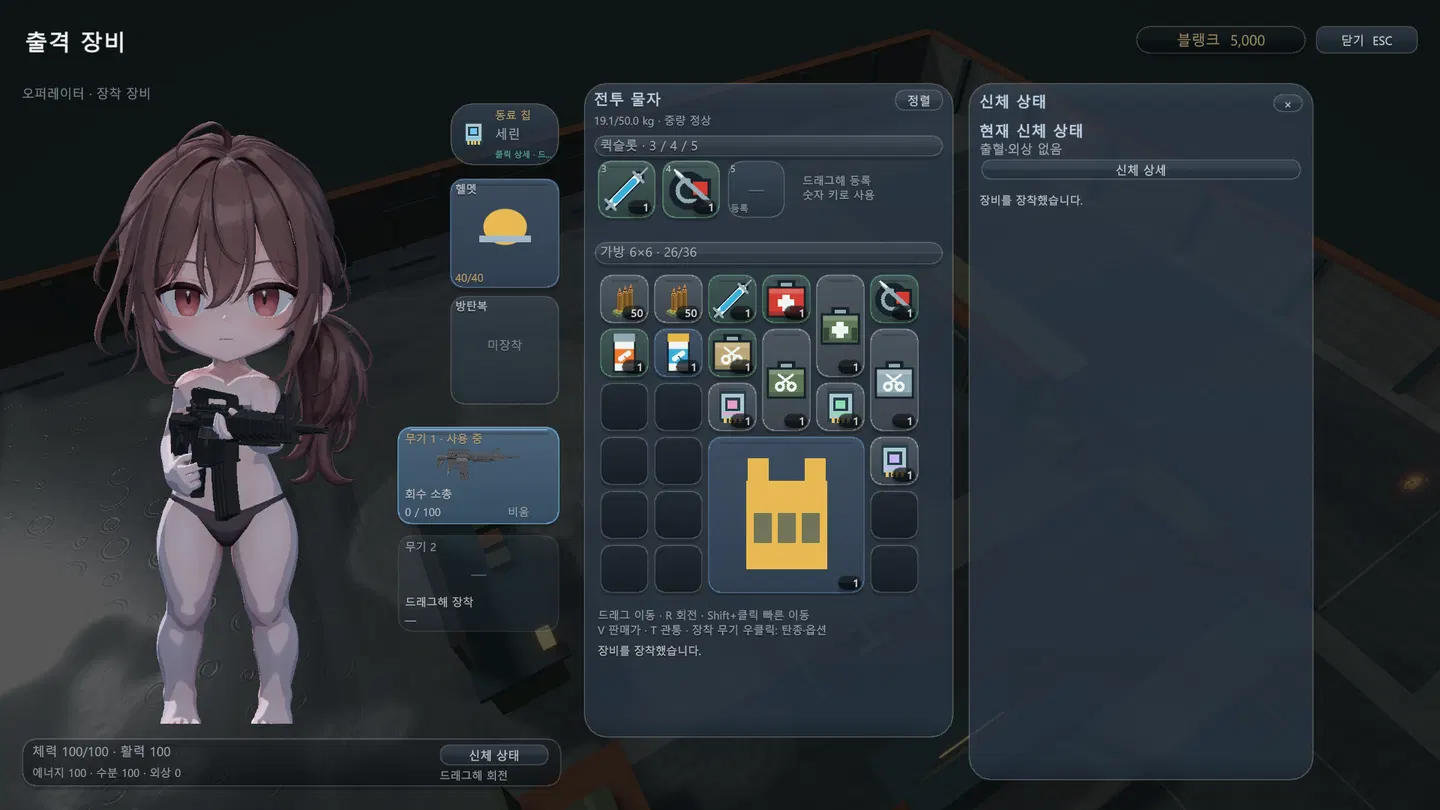 출격 장비
블랭크 5,000
닫기 ESC
오퍼레이터 · 장착 장비
동료 칩
세린
클릭 상세 · 드...
헬멧
40/40
방탄복
미장착
무기 1 · 사용 중
회수 소총
0 / 100 비움
무기 2
—
드래그해 장착
—
체력 100/100 · 활력 100
에너지 100 · 수분 100 · 외상 0
신체 상태
드래그해 회전
전투 물자
정렬
19.1/50.0 kg · 중량 정상
퀵슬롯 · 3 / 4 / 5
3
1
4
1
5
—
등록
드래그해 등록
숫자 키로 사용
가방 6×6 · 26/36
50
50
1
1
1
1
1
1
1
1
1
1
1
1
1
드래그 이동 · R 회전 · Shift+클릭 빠른 이동
V 판매가 · T 관통 · 장착 무기 우클릭: 탄종·옵션
장비를 장착했습니다.
신체 상태
×
현재 신체 상태
출혈·외상 없음
신체 상세
장비를 장착했습니다.